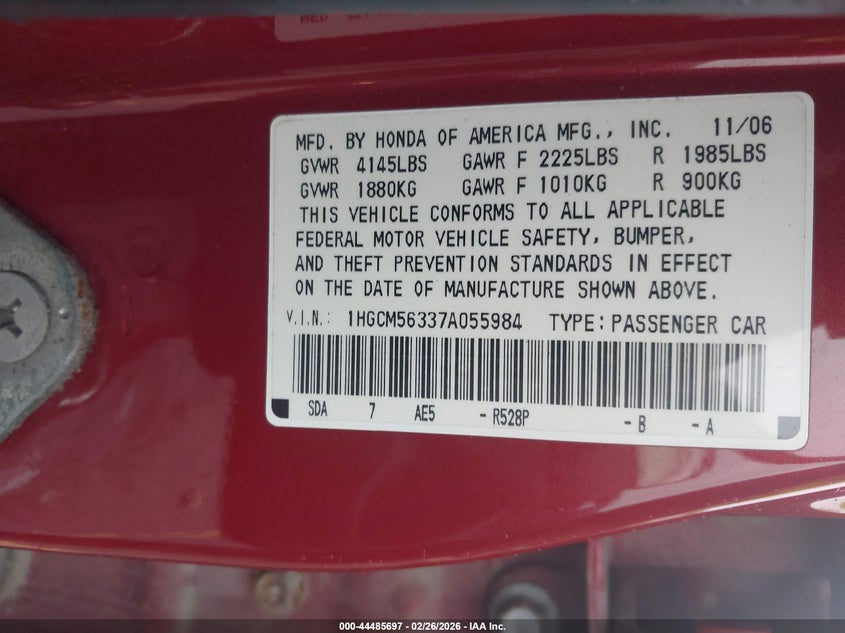 MFD. BY HONDA OF AMERICA MFG., INC. 11/06
GVWR 4145LBS GAWR F 2225LBS R 1985LBS
GVWR 1880KG GAWR F 1010KG R 900KG
THIS VEHICLE CONFORMS TO ALL APPLICABLE
FEDERAL MOTOR VEHICLE SAFETY, BUMPER,
AND THEFT PREVENTION STANDARDS IN EFFECT
ON THE DATE OF MANUFACTURE SHOWN ABOVE.
V.I.N.: 1HGCM56337A055984 TYPE: PASSENGER CAR
SDA 7 AE5 - R528P - B - A
000-44485697 - 02/26/2026 - IAA Inc.